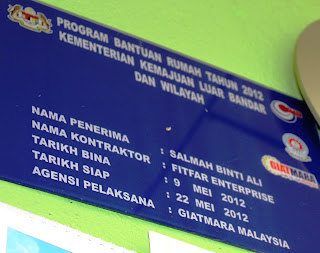 PROGRAM BANTUAN RUMAH TAHUN 2012
KEMENTERIAN KEMAJUAN LUAR BANDAR
DAN WILAYAH
NAMA PENERIMA : SALMAH BINTI ALI
NAMA KONTRAKTOR : FITFAR ENTERPRISE
TARIKH BINA : 9 MEI 2012
TARIKH SIAP : 22 MEI 2012
AGENSI PELAKSANA : GIATMARA MALAYSIA
GIATMARA